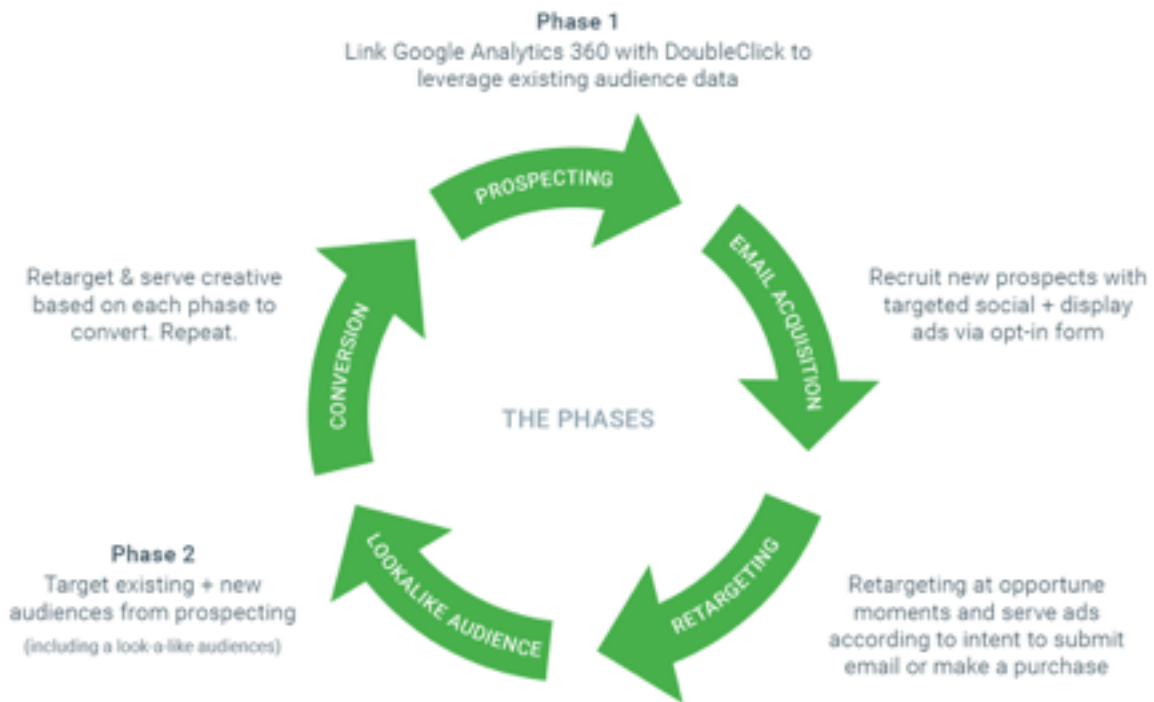 Phase 1
Link Google Analytics 360 with DoubleClick to
leverage existing audience data
PROSPECTING
EMAIL ACQUISITION
Recruit new prospects with
targeted social + display
ads via opt-in form
RETARGETING
Retargeting at opportune
moments and serve ads
according to intent to submit
email or make a purchase
LOOKALIKE AUDIENCE
Phase 2
Target existing + new
audiences from prospecting
(including a look-a-like audiences)
CONVERSION
Retarget & serve creative
based on each phase to
convert. Repeat.
THE PHASES